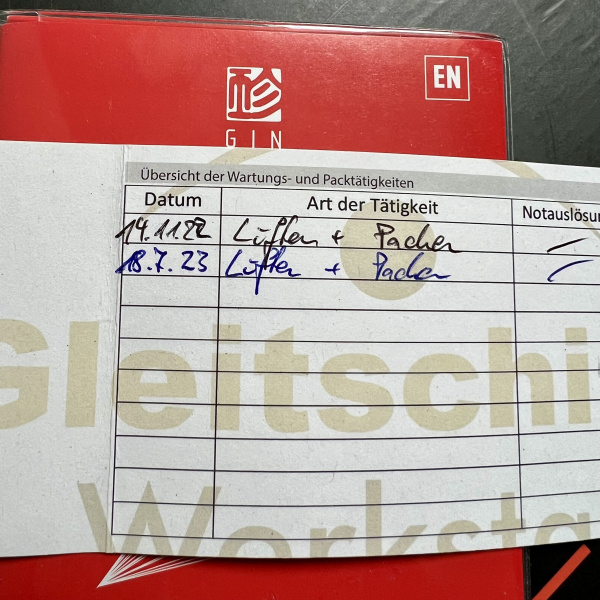 EN
GIN
Übersicht der Wartungs- und Packtätigkeiten
Datum Art der Tätigkeit Notauslösun
14.11.22 Lüften + Packen
18.7.23 Lüften + Packen
Gleitschi
Werksta